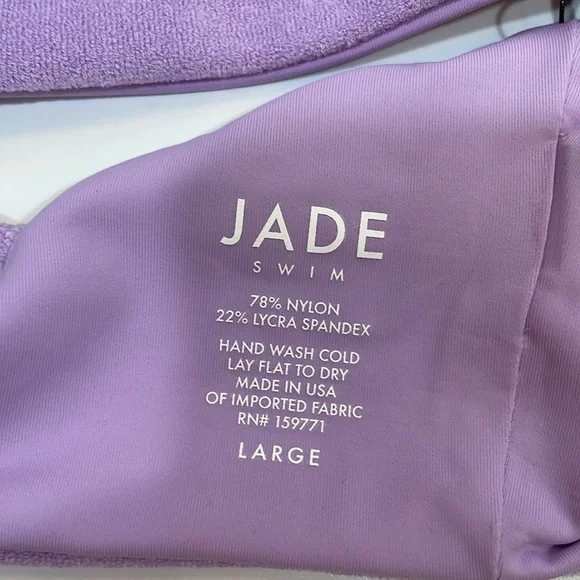 JADE
SWIM
78% NYLON
22% LYCRA SPANDEX
HAND WASH COLD
LAY FLAT TO DRY
MADE IN USA
OF IMPORTED FABRIC
RN# 159771
LARGE